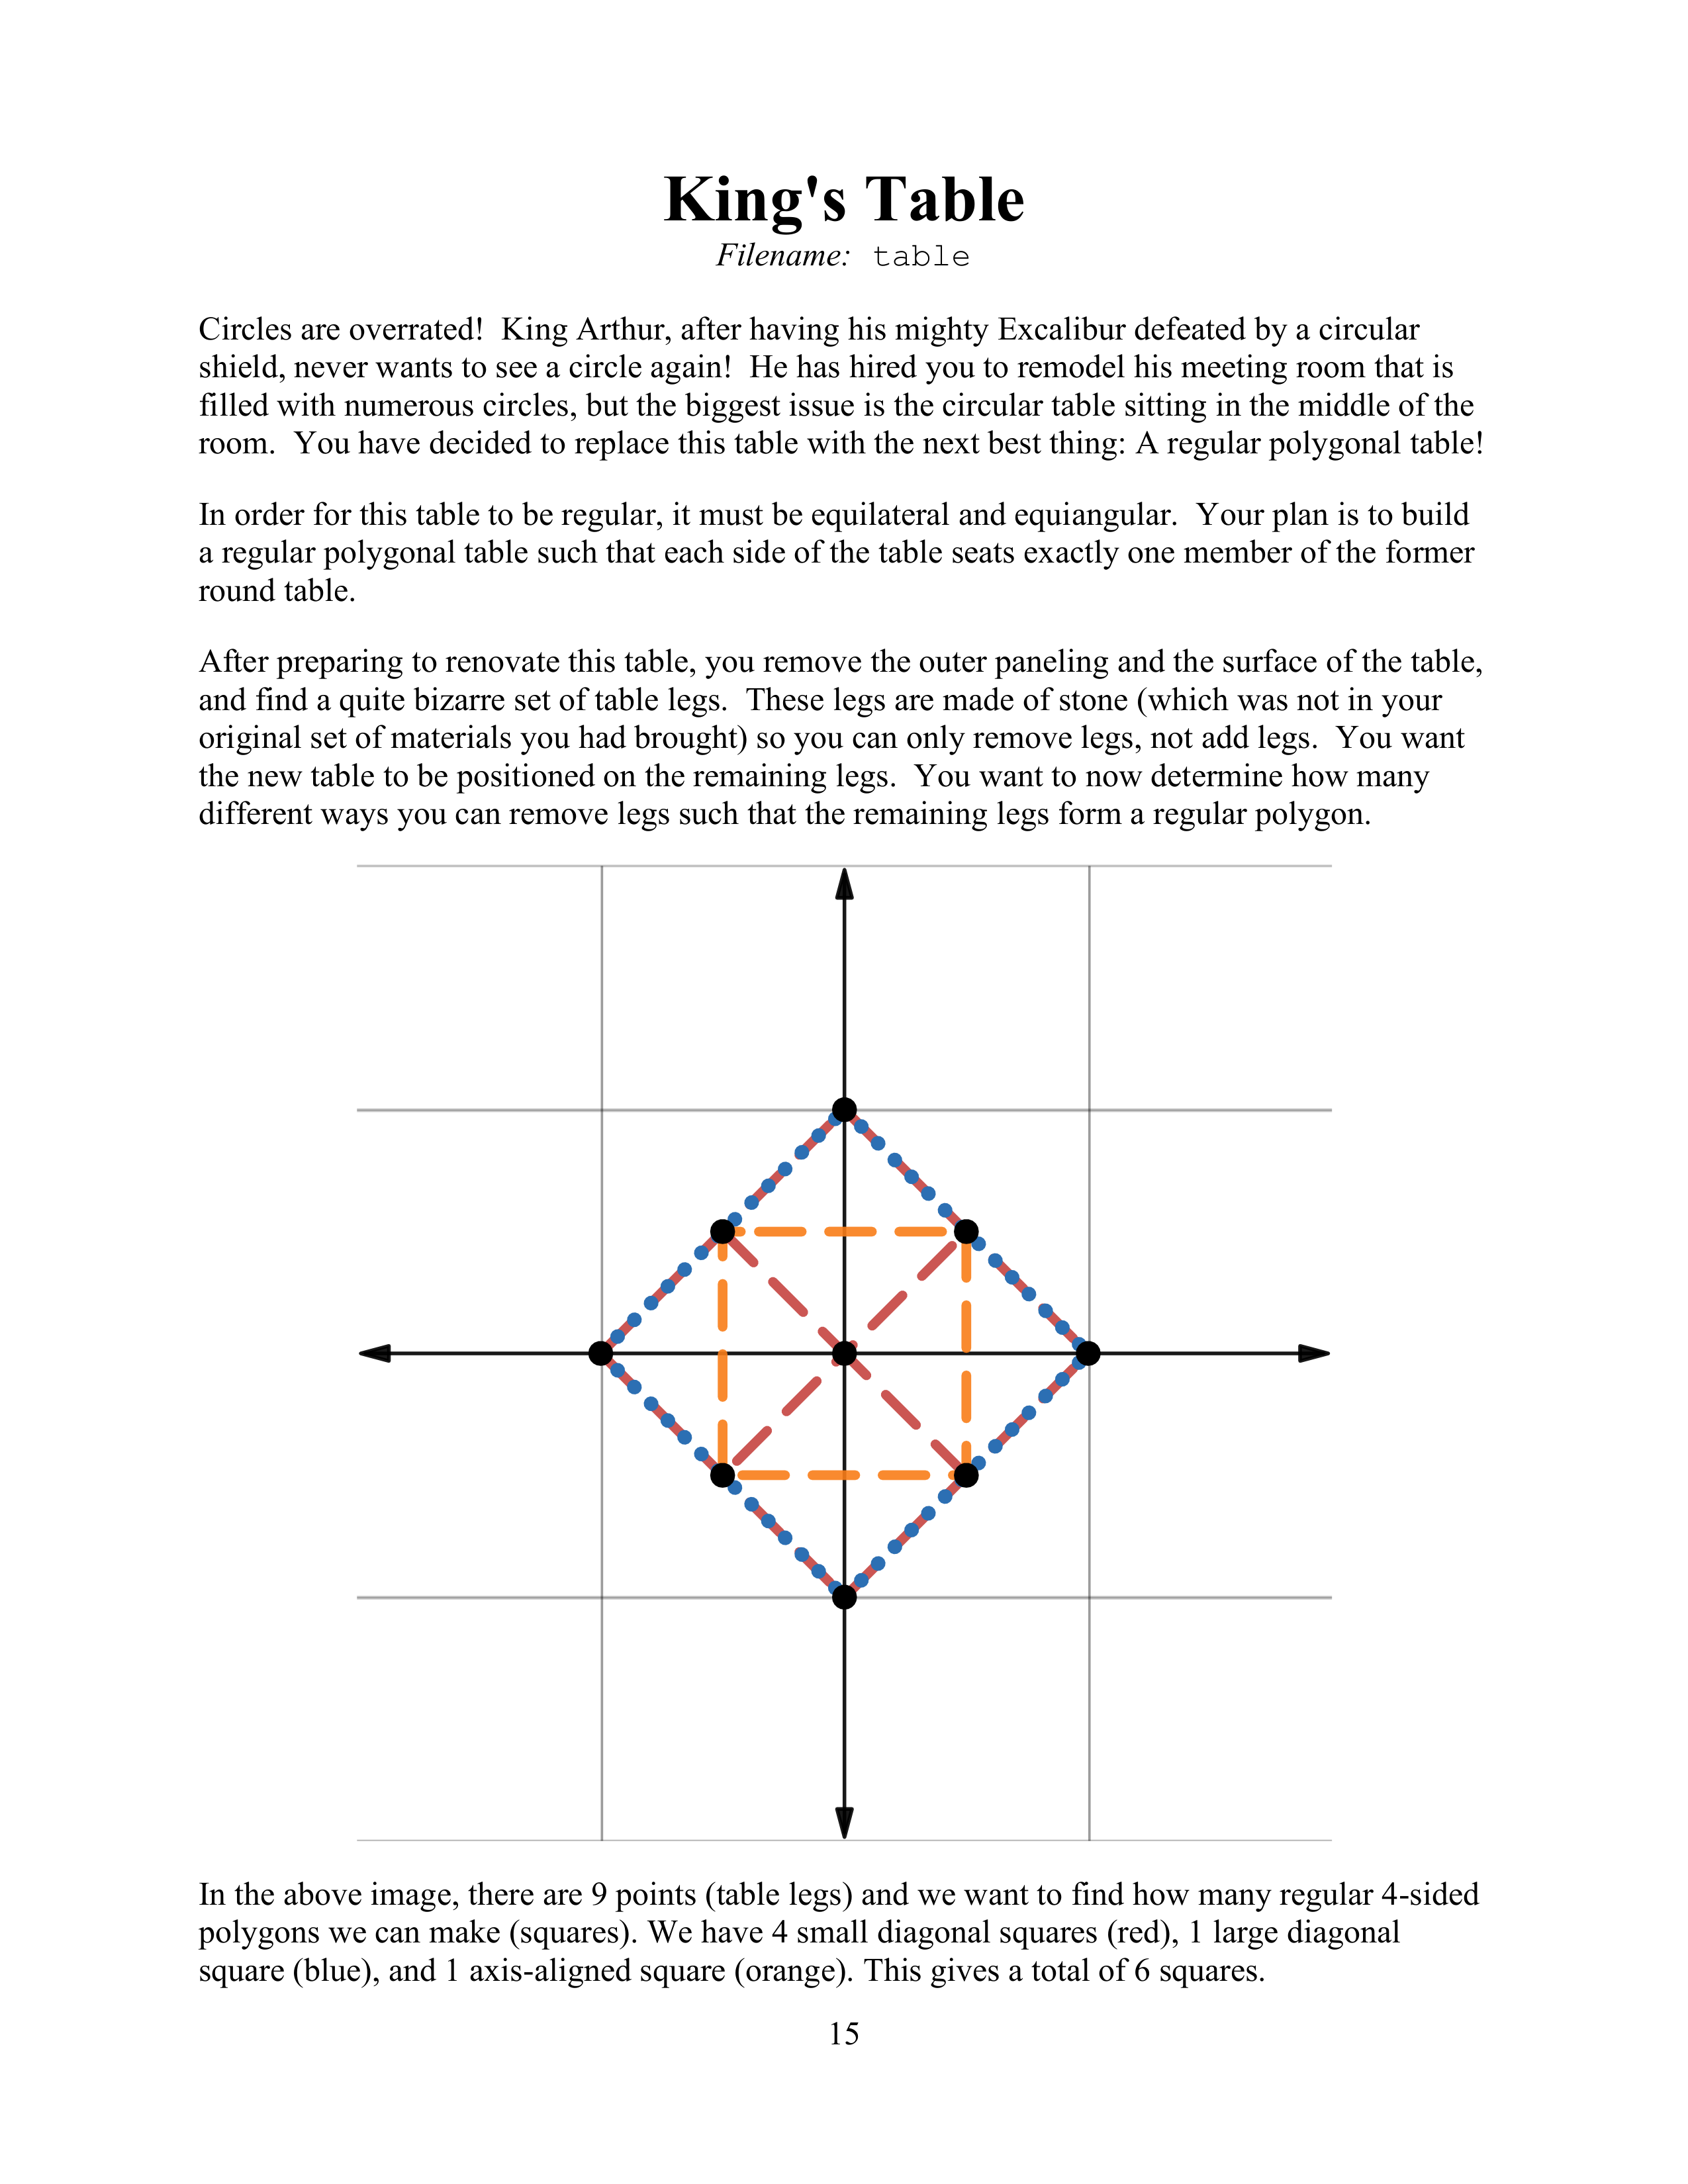 King's Table
Filename: table
Circles are overrated! King Arthur, after having his mighty Excalibur defeated by a circular
shield, never wants to see a circle again! He has hired you to remodel his meeting room that is
filled with numerous circles, but the biggest issue is the circular table sitting in the middle of the
room. You have decided to replace this table with the next best thing: A regular polygonal table!
In order for this table to be regular, it must be equilateral and equiangular. Your plan is to build
a regular polygonal table such that each side of the table seats exactly one member of the former
round table.
After preparing to renovate this table, you remove the outer paneling and the surface of the table,
and find a quite bizarre set of table legs. These legs are made of stone (which was not in your
original set of materials you had brought) so you can only remove legs, not add legs. You want
the new table to be positioned on the remaining legs. You want to now determine how many
different ways you can remove legs such that the remaining legs form a regular polygon.
In the above image, there are 9 points (table legs) and we want to find how many regular 4-sided
polygons we can make (squares). We have 4 small diagonal squares (red), 1 large diagonal
square (blue), and 1 axis-aligned square (orange). This gives a total of 6 squares.
15